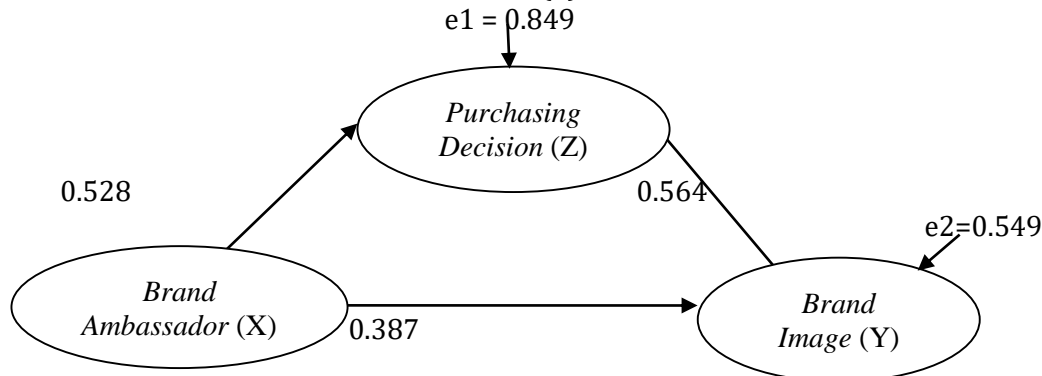 e1 = 0.849
Purchasing
Decision (Z)
0.528
0.564
e2=0.549
Brand
Ambassador (X)
0.387
Brand
Image (Y)